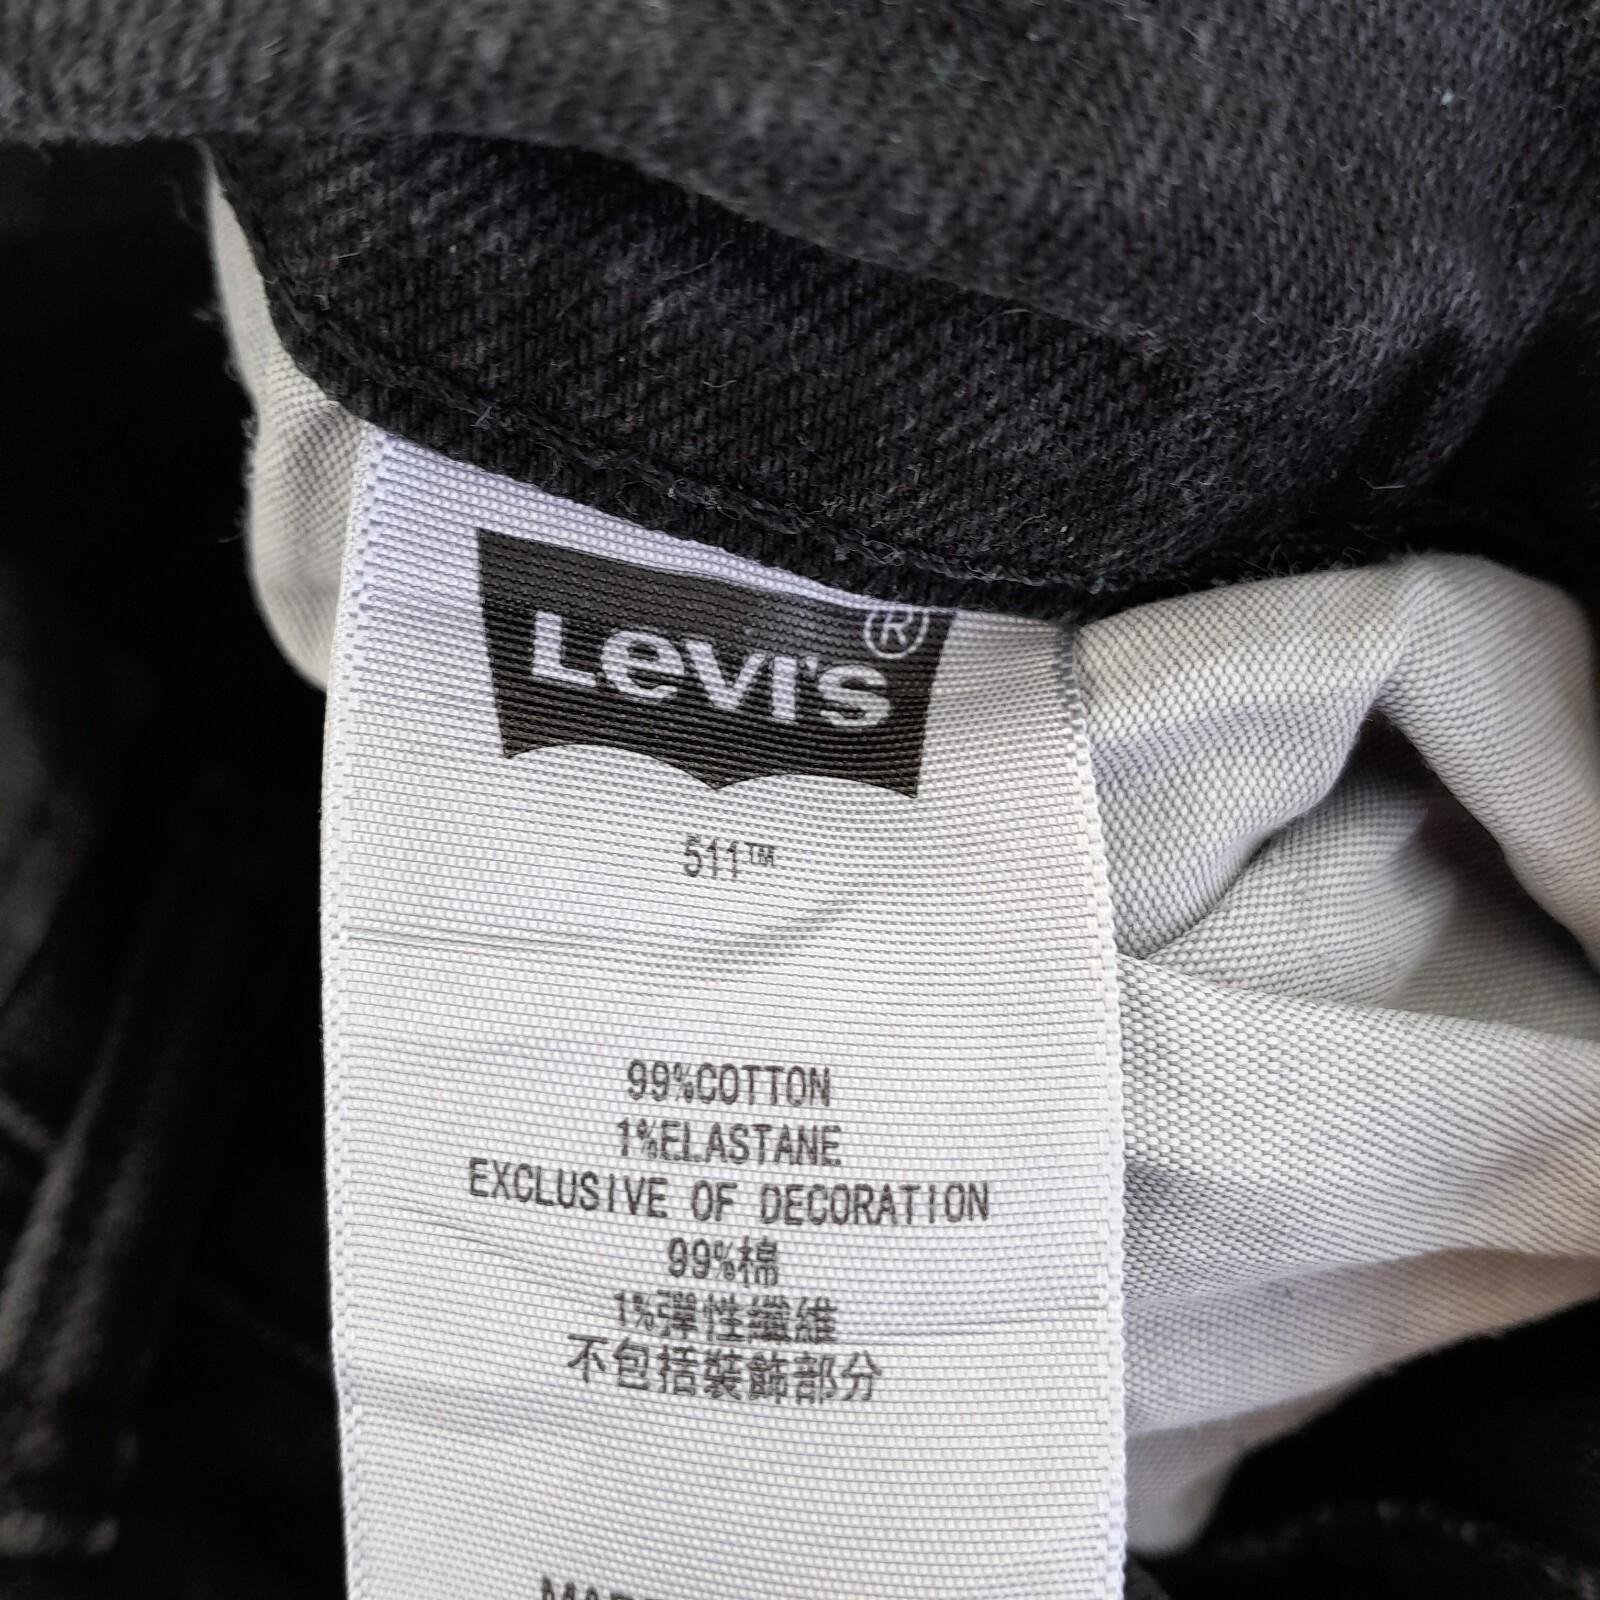 Levi's®
511™
99%COTTON
1%ELASTANE
EXCLUSIVE OF DECORATION
99%棉
1%彈性纖維
不包括裝飾部分